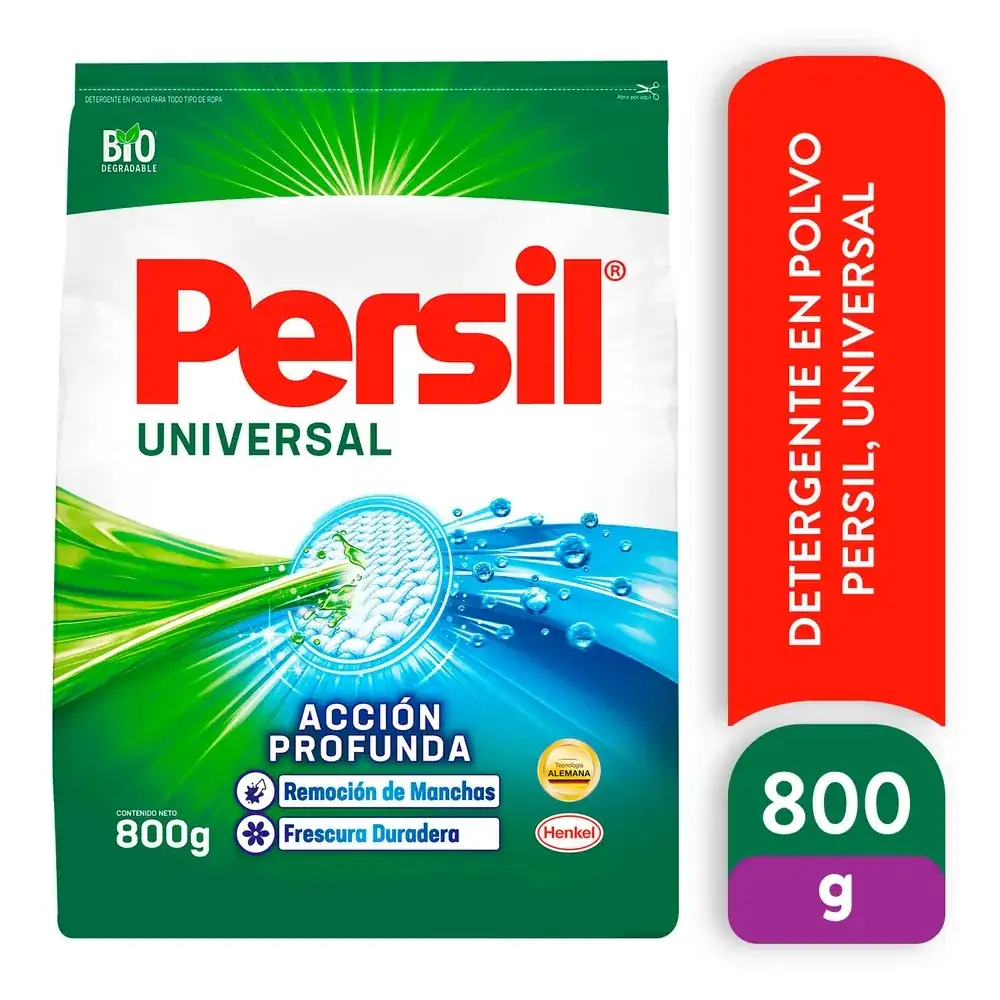 DETERGENTE EN POLVO PARA TODO TIPO DE ROPA
Abrir por aquí
BIO
DEGRADABLE
Persil®
UNIVERSAL
ACCIÓN
PROFUNDA
Remoción de Manchas
Frescura Duradera
CONTENIDO NETO
800g
Tecnología
ALEMANA
Henkel
DETERGENTE EN POLVO
PERSIL, UNIVERSAL
800
g